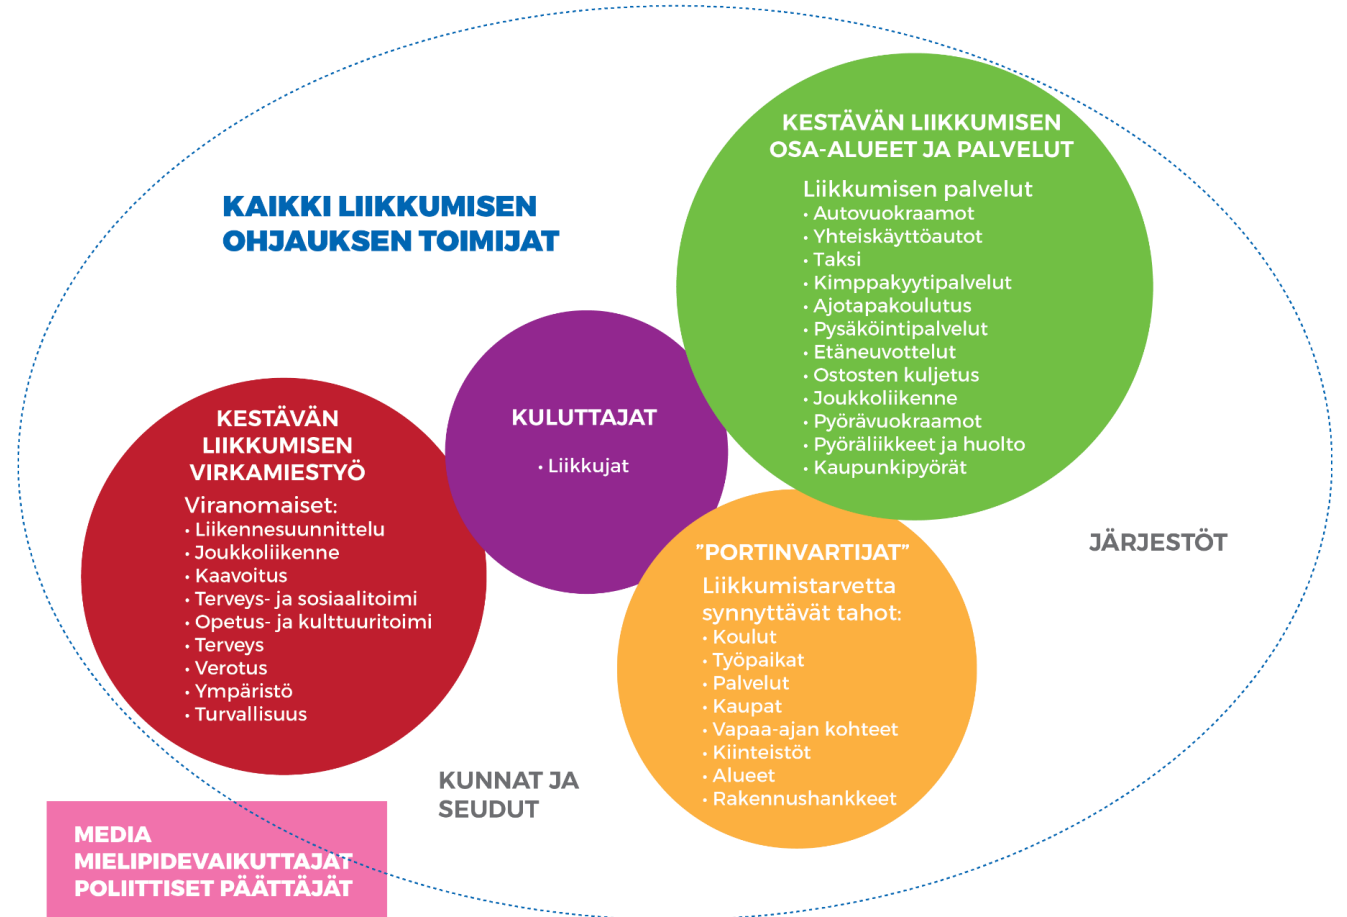 KAIKKI LIIKKUMISEN
OHJAUKSEN TOIMIJAT
KESTÄVÄN LIIKKUMISEN
OSA-ALUEET JA PALVELUT
Liikkumisen palvelut
• Autovuokraamot
• Yhteiskäyttöautot
• Taksi
• Kimppakyytipalvelut
• Ajotapakoulutus
• Pysäköintipalvelut
• Etäneuvottelut
• Ostosten kuljetus
• Joukkoliikenne
• Pyörävuokraamot
• Pyöräliikkeet ja huolto
• Kaupunkipyörät
KULUTTAJAT
• Liikkujat
KESTÄVÄN
LIIKKUMISEN
VIRKAMIESTYÖ
Viranomaiset:
• Liikennesuunnittelu
• Joukkoliikenne
• Kaavoitus
• Terveys- ja sosiaalitoimi
• Opetus- ja kulttuuritoimi
• Terveys
• Verotus
• Ympäristö
• Turvallisuus
”PORTINVARTIJAT”
Liikkumistarvetta
synnyttävät tahot:
• Koulut
• Työpaikat
• Palvelut
• Kaupat
• Vapaa-ajan kohteet
• Kiinteistöt
• Alueet
• Rakennushankkeet
JÄRJESTÖT
KUNNAT JA
SEUDUT
MEDIA
MIELIPIDEVAIKUTTAJAT
POLIITTISET PÄÄTTÄJÄT